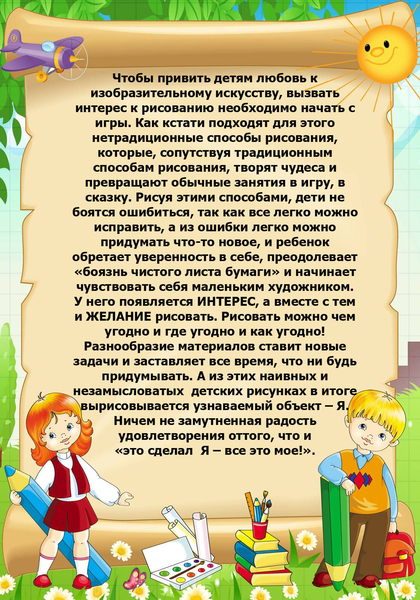 Чтобы привить детям любовь к
изобразительному искусству, вызвать
интерес к рисованию необходимо начать с
игры. Как кстати подходят для этого
нетрадиционные способы рисования,
которые, сопутствуя традиционным
способам рисования, творят чудеса и
превращают обычные занятия в игру, в
сказку. Рисуя этими способами, дети не
боятся ошибиться, так как все легко можно
исправить, а из ошибки легко можно
придумать что-то новое, и ребенок
обретает уверенность в себе, преодолевает
«боязнь чистого листа бумаги» и начинает
чувствовать себя маленьким художником.
У него появляется ИНТЕРЕС, а вместе с тем
и ЖЕЛАНИЕ рисовать. Рисовать можно чем
угодно и где угодно и как угодно!
Разнообразие материалов ставит новые
задачи и заставляет все время, что ни будь
придумывать. А из этих наивных и
незамысловатых детских рисунках в итоге
вырисовывается узнаваемый объект – Я.
Ничем не замутненная радость
удовлетворения оттого, что и
«это сделал Я – все это мое!».